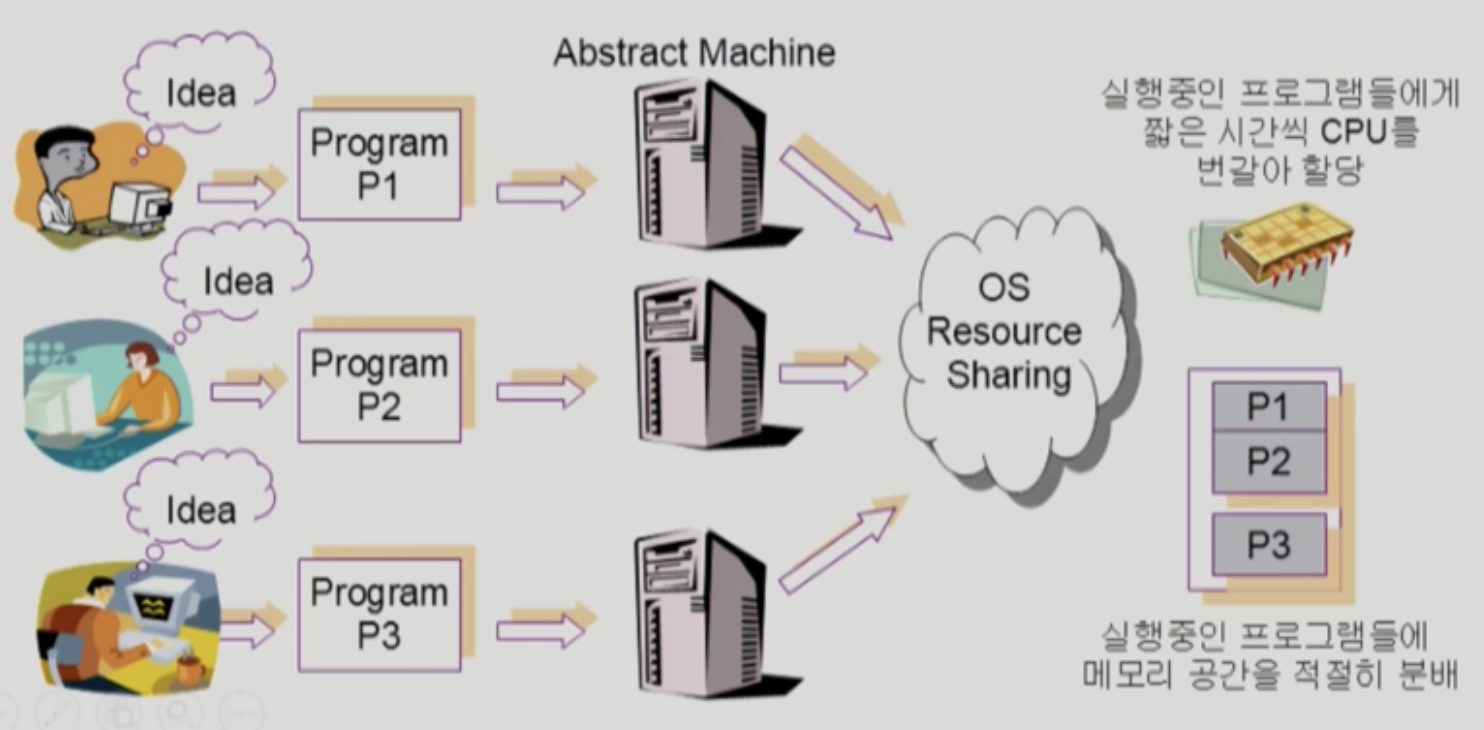 Abstract Machine
Idea
Program
P1
Idea
Program
P2
Idea
Program
P3
OS
Resource
Sharing
실행중인 프로그램들에게
짧은 시간씩 CPU를
번갈아 할당
P1
P2
P3
실행중인 프로그램들에
메모리 공간을 적절히 분배